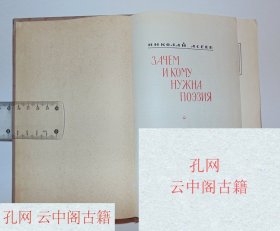 НИКОЛАЙ АСЕЕВ
ЗАЧЕМ
И КОМУ
НУЖНА
ПОЭЗИЯ
孔网
云中阁古籍
孔网 云中阁古籍